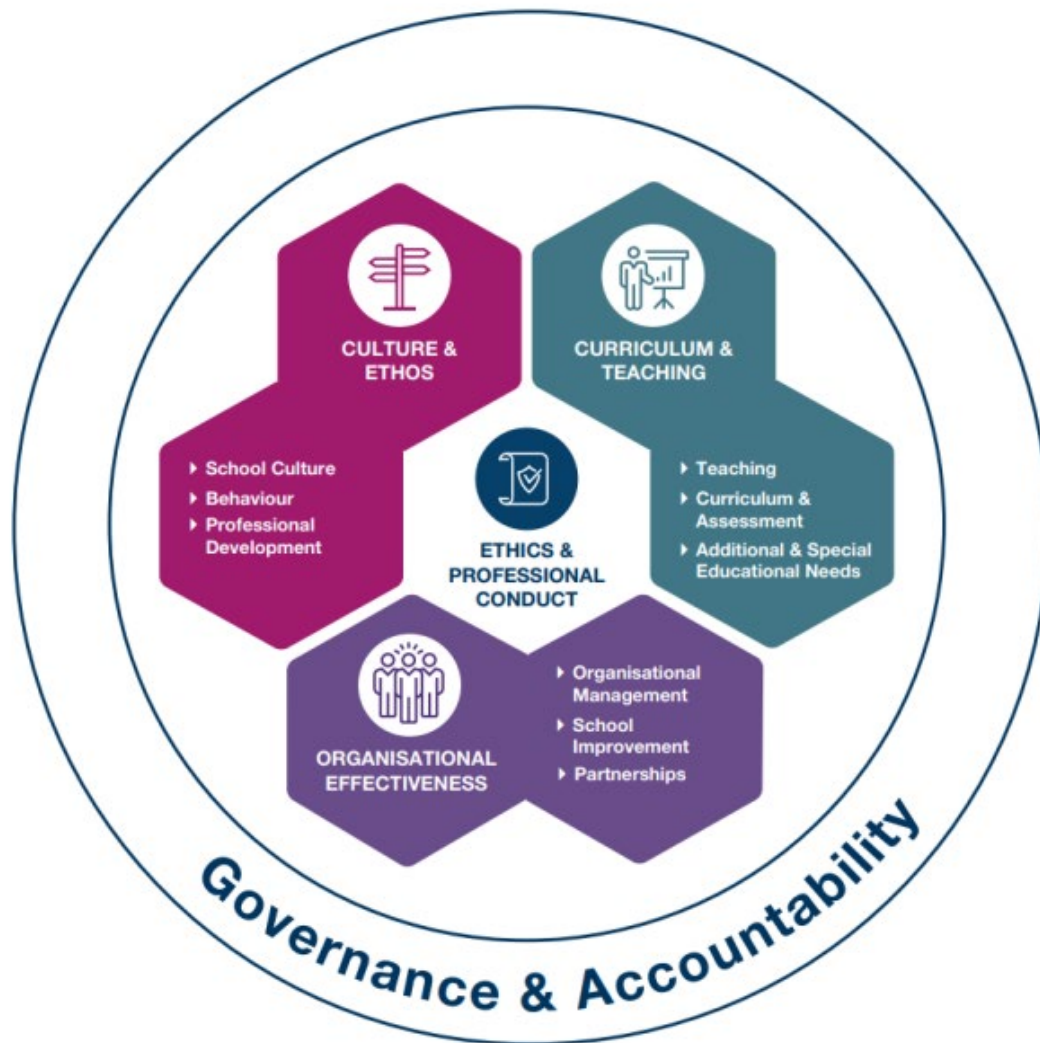 CULTURE &
ETHOS
School Culture
Behaviour
Professional
Development
CURRICULUM &
TEACHING
Teaching
Curriculum &
Assessment
Additional & Special
Educational Needs
ETHICS &
PROFESSIONAL
CONDUCT
ORGANISATIONAL
EFFECTIVENESS
Organisational
Management
School
Improvement
Partnerships
Governance & Accountability